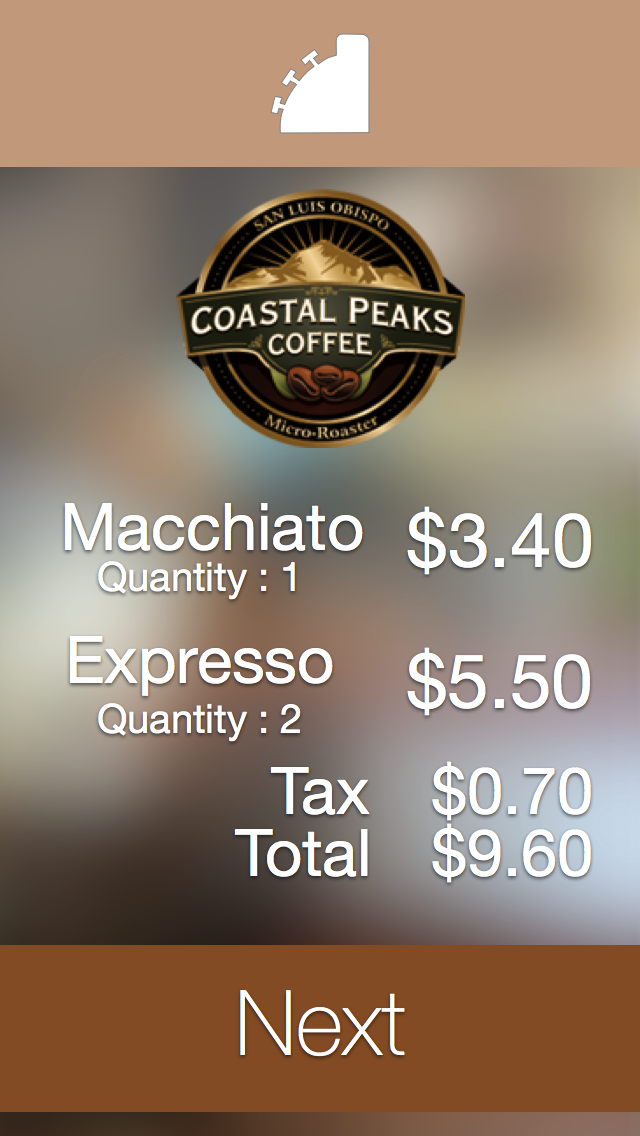 SAN LUIS OBISPO
COASTAL PEAKS
COFFEE
Micro-Roaster
Macchiato $3.40
Quantity : 1
Expresso $5.50
Quantity : 2
Tax $0.70
Total $9.60
Next